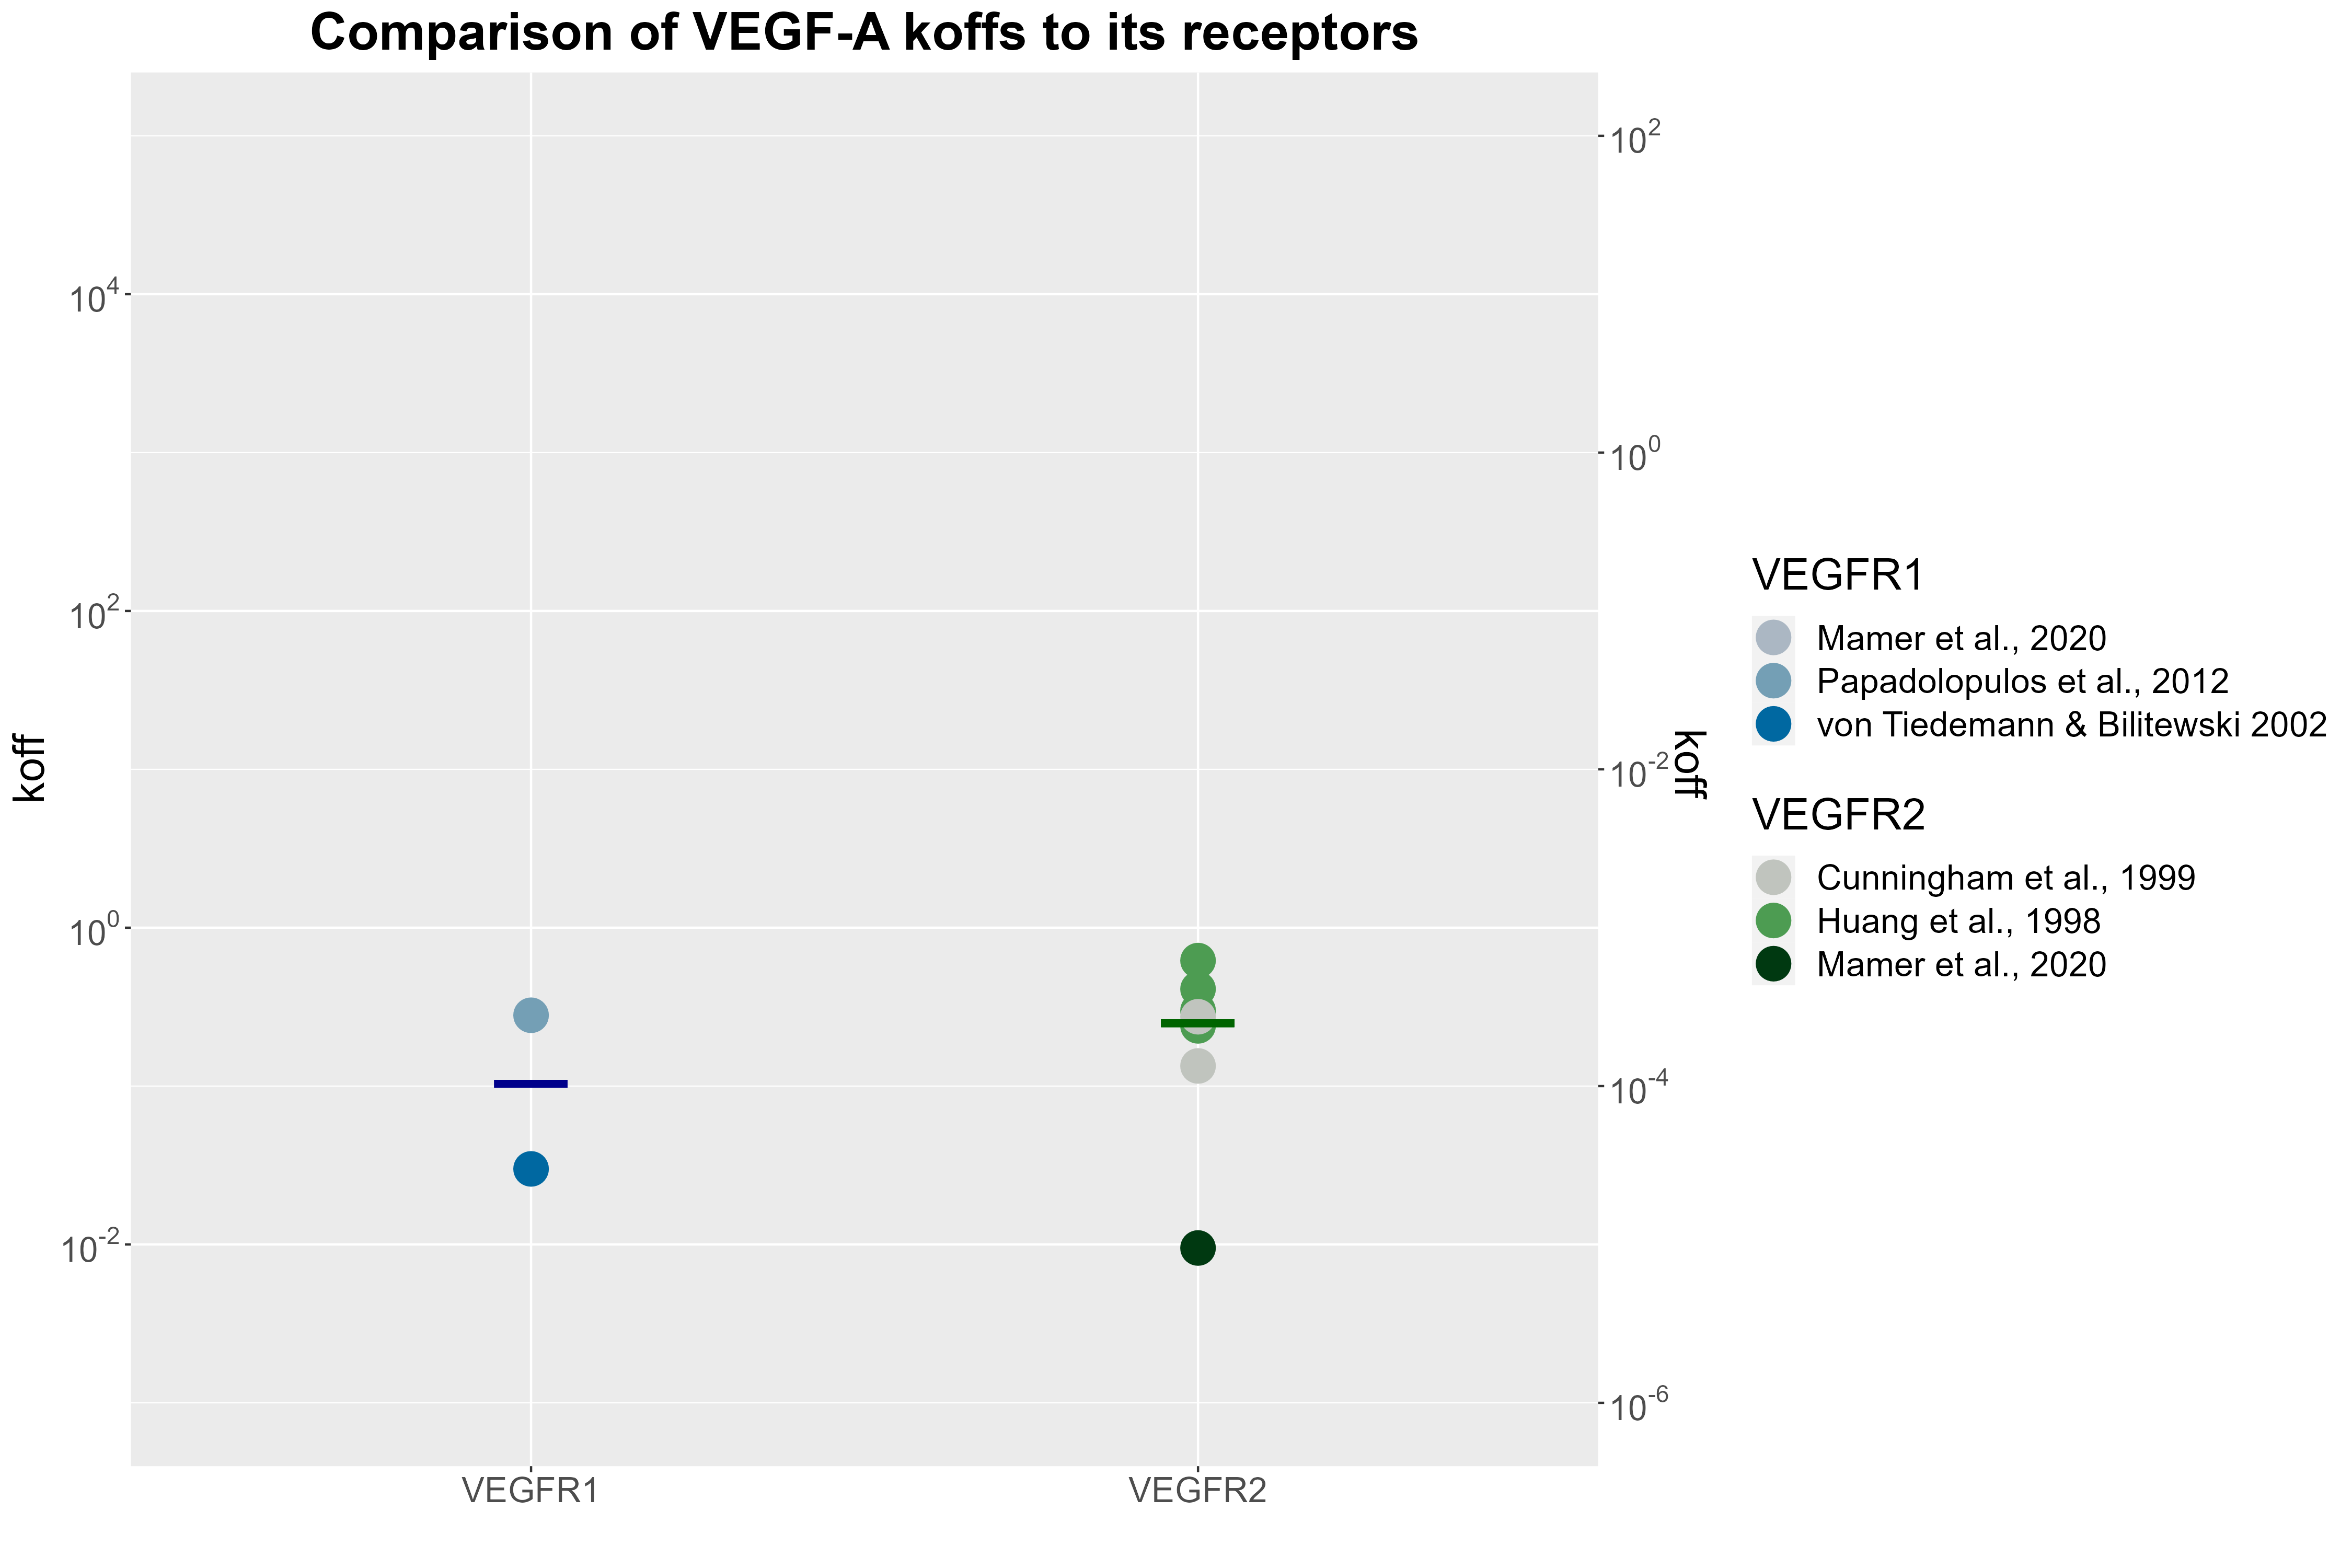 Comparison of VEGF-A koffs to its receptors
koff
10^4
10^2
10^0
10^-2
10^2
10^0
10^-2
10^-4
10^-6
koff
VEGFR1
VEGFR2
VEGFR1
Mamer et al., 2020
Papadolopulos et al., 2012
von Tiedemann & Bilitewski 2002
VEGFR2
Cunningham et al., 1999
Huang et al., 1998
Mamer et al., 2020